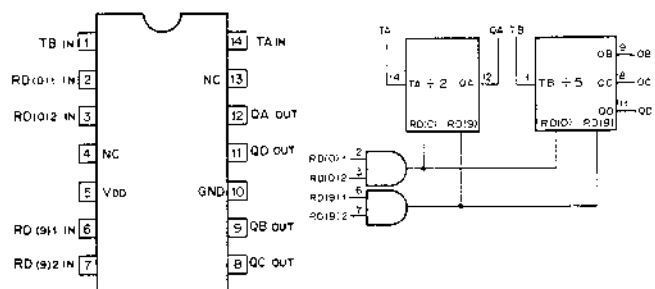 TB IN 1
RD(0)1 IN 2
RD(0)2 IN 3
4 NC
5 VDD
RD(9)1 IN 6
RD(9)2 IN 7
14 TA IN
NC 13
12 QA OUT
11 QD OUT
GND 10
9 QB OUT
8 QC OUT
TA
14
TA ÷2 QA
RD(0) RD(9)
12
QA TB
1
TB ÷5
QB
QC
QD
RD(0) RD(9)
9 QB
8 QC
11 QD
RD(0)1 2
RD(0)2 3
RD(9)1 6
RD(9)2 7